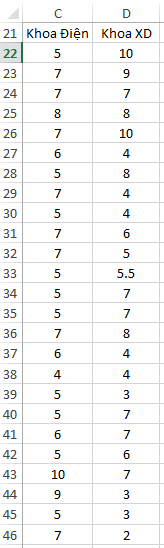 C D
21 Khoa Điện Khoa XD
22 5 10
23 7 9
24 7 7
25 8 8
26 7 10
27 6 4
28 5 8
29 7 4
30 5 4
31 7 6
32 7 5
33 5 5.5
34 5 7
35 5 7
36 7 8
37 6 4
38 4 4
39 5 3
40 5 7
41 6 7
42 5 6
43 10 7
44 9 3
45 5 3
46 7 2